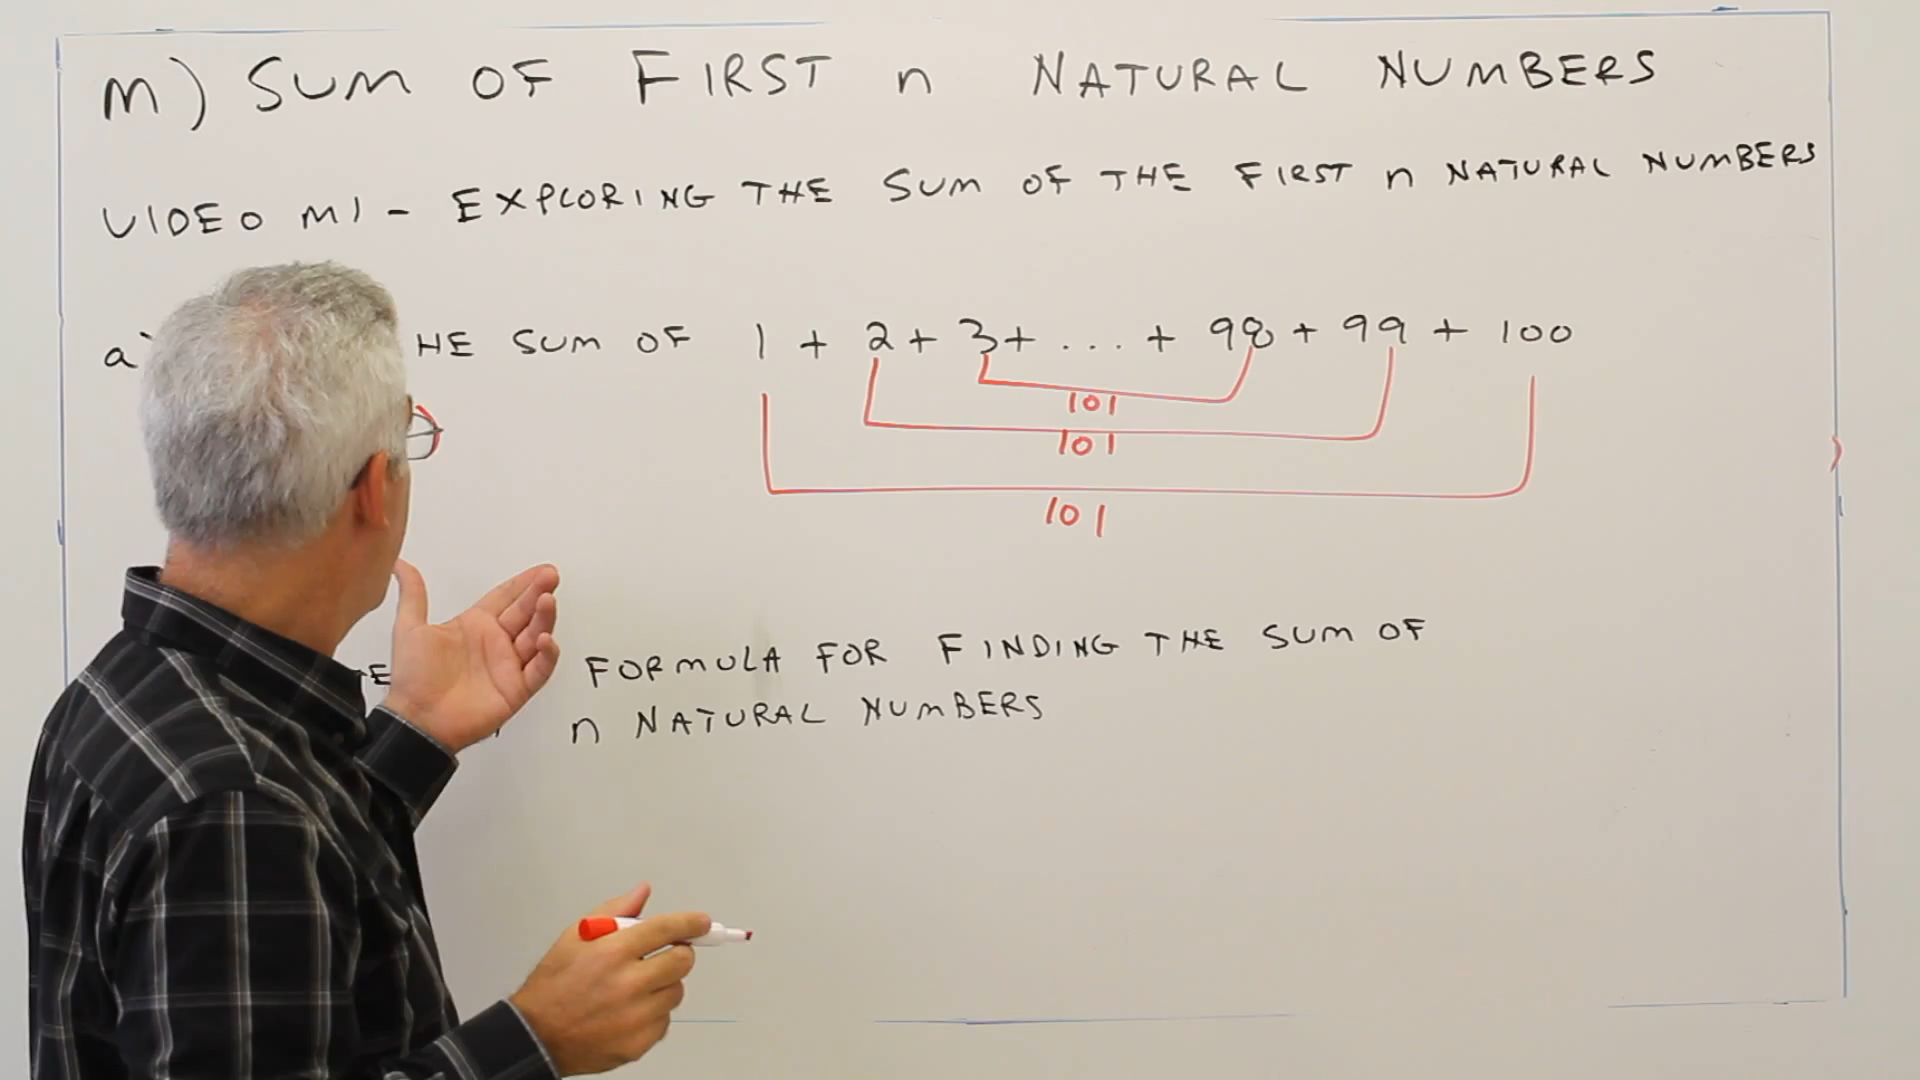 m) SUM OF FIRST n NATURAL NUMBERS
VIDEO M1 - EXPLORING THE SUM OF THE FIRST n NATURAL NUMBERS
a) HE SUM OF 1 + 2 + 3 + ... + 98 + 99 + 100
101
101
101
FORMULA FOR FINDING THE SUM OF
n NATURAL NUMBERS